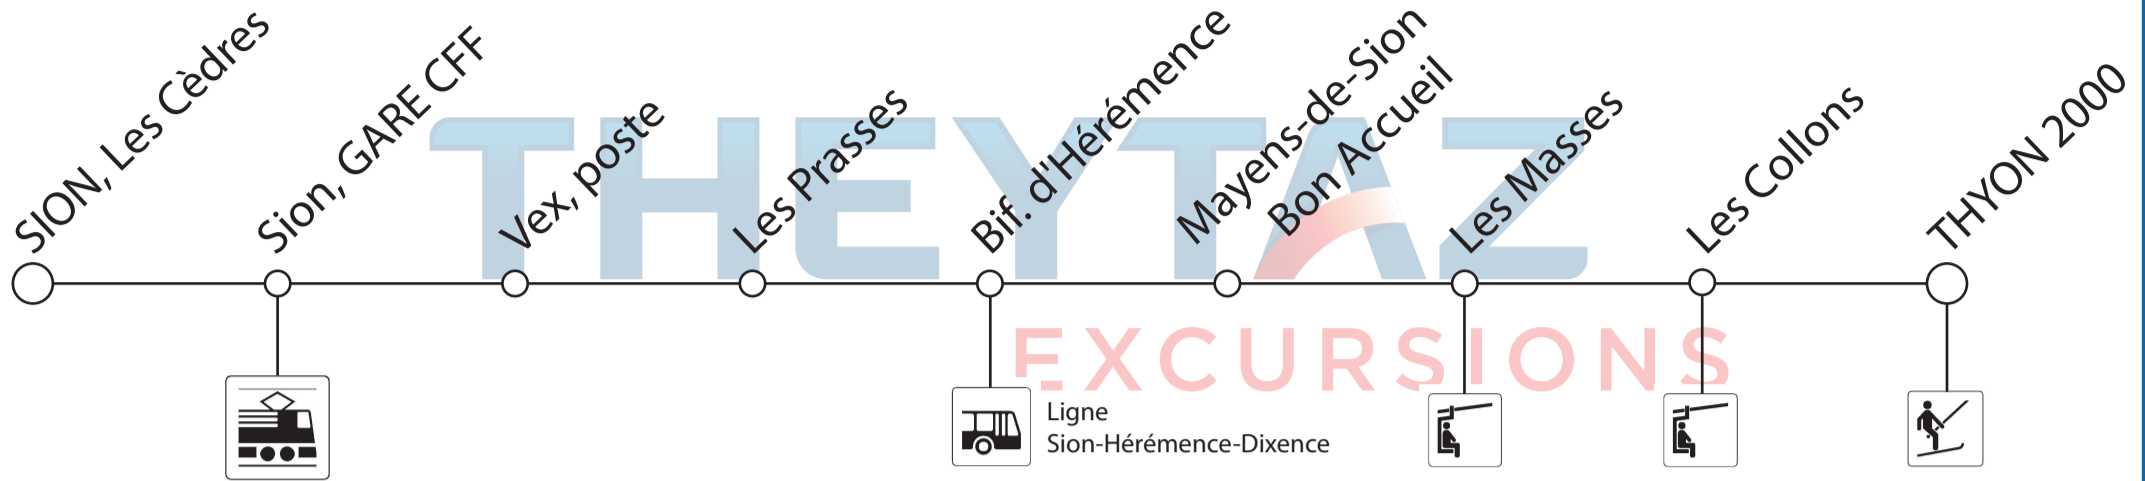 SION, Les Cèdres
Sion, GARE CFF
Vex, poste
Les Prasses
Bif. d'Hérémence
Mayens-de-Sion
Bon Accueil
Les Masses
Les Collons
THYON 2000
THEYTAZ
EXCURSIONS
Ligne
Sion-Hérémence-Dixence